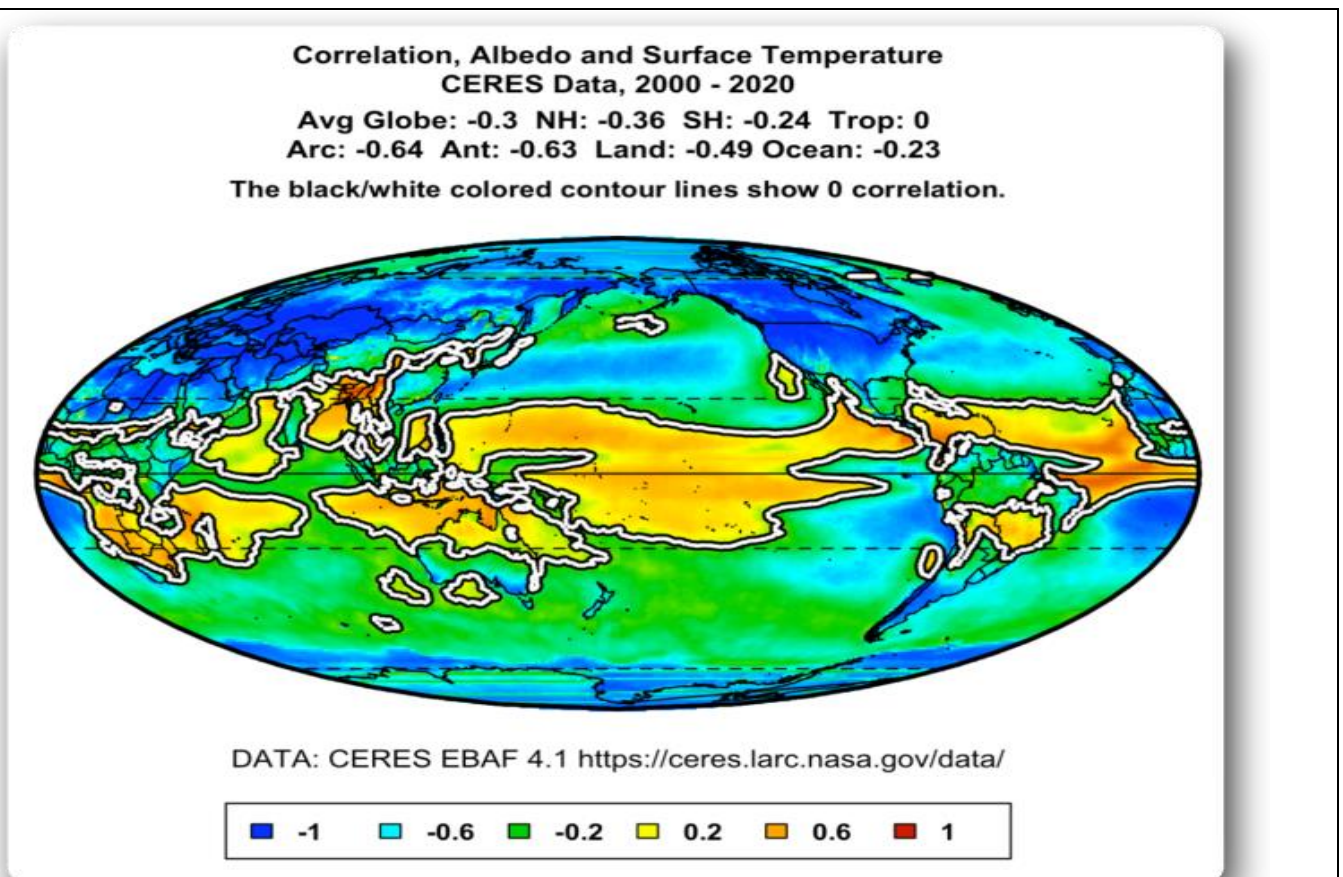 Correlation, Albedo and Surface Temperature
CERES Data, 2000 - 2020
Avg Globe: -0.3 NH: -0.36 SH: -0.24 Trop: 0
Arc: -0.64 Ant: -0.63 Land: -0.49 Ocean: -0.23
The black/white colored contour lines show 0 correlation.
DATA: CERES EBAF 4.1 https://ceres.larc.nasa.gov/data/
-1 -0.6 -0.2 0.2 0.6 1